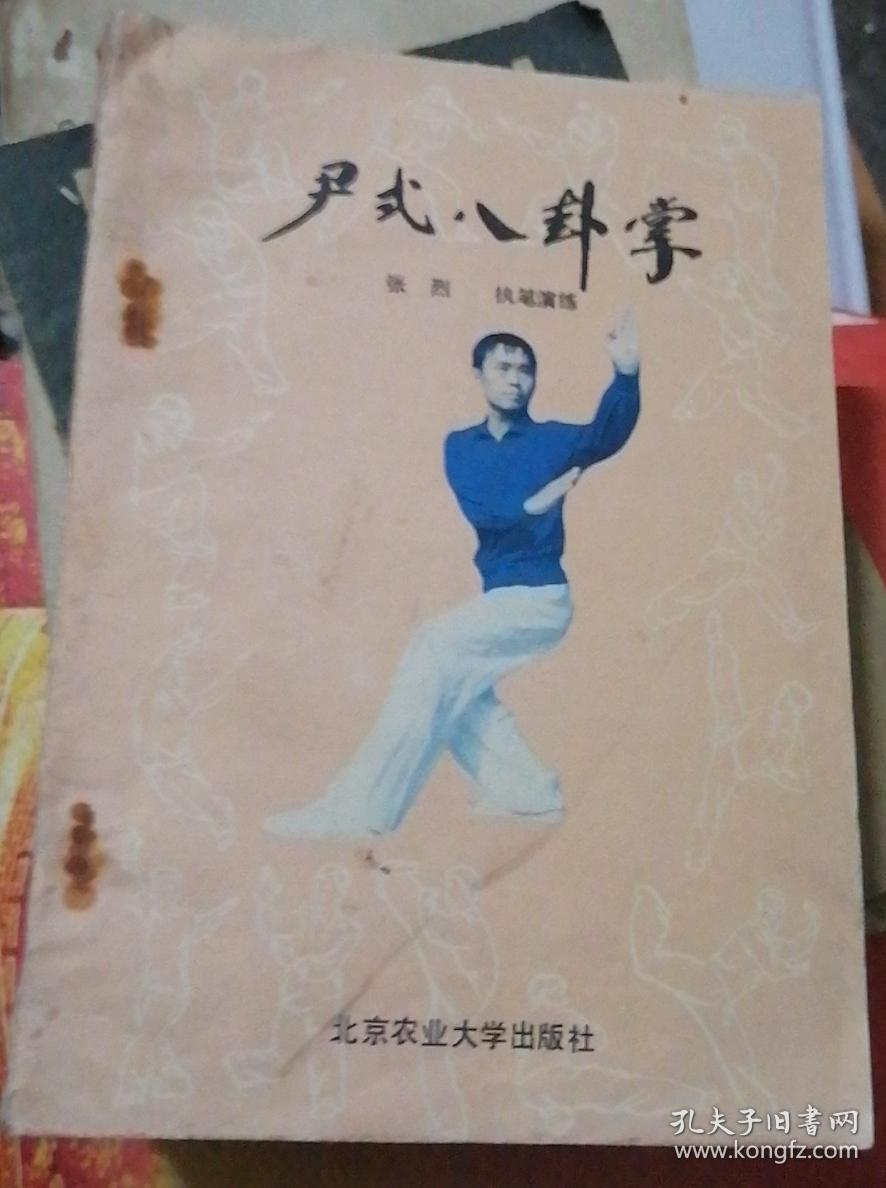 尹式八卦掌
张烈 执笔演练
北京农业大学出版社
孔夫子旧書网
www.kongfz.com